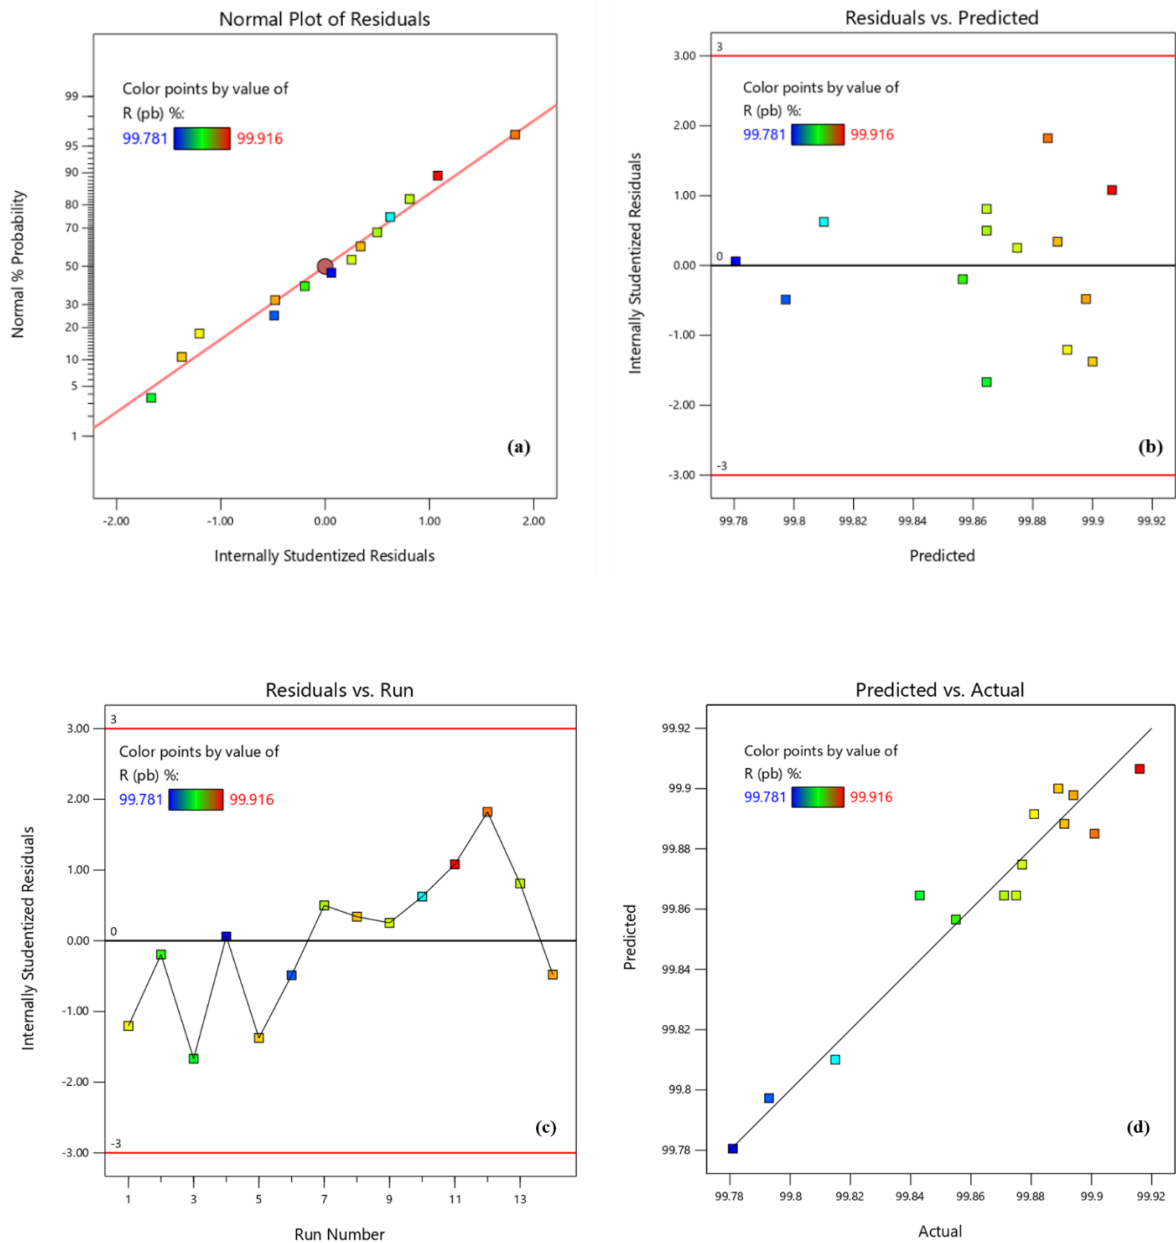 Normal Plot of Residuals
Color points by value of
R (pb) %:
99.781 99.916
Normal % Probability
99
95
90
80
70
50
30
20
10
5
1
(a)
-2.00 -1.00 0.00 1.00 2.00
Internally Studentized Residuals
Residuals vs. Predicted
3
Color points by value of
R (pb) %:
99.781 99.916
Internally Studentized Residuals
3.00
2.00
1.00
0.00
-1.00
-2.00
-3.00
0
(b)
-3
99.78 99.8 99.82 99.84 99.86 99.88 99.9 99.92
Predicted
Residuals vs. Run
3
Color points by value of
R (pb) %:
99.781 99.916
Internally Studentized Residuals
3.00
2.00
1.00
0.00
-1.00
-2.00
-3.00
0
(c)
-3
1 3 5 7 9 11 13
Run Number
Predicted vs. Actual
Color points by value of
R (pb) %:
99.781 99.916
Predicted
99.92
99.9
99.88
99.86
99.84
99.82
99.8
99.78
(d)
99.78 99.8 99.82 99.84 99.86 99.88 99.9 99.92
Actual